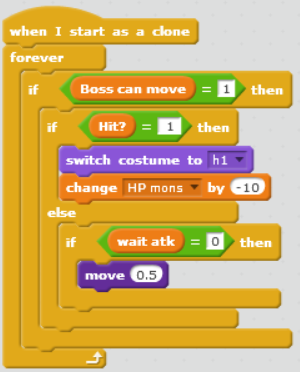 when I start as a clone
forever
if Boss can move = 1 then
if Hit? = 1 then
switch costume to h1
change HP mons by -10
else
if wait atk = 0 then
move 0.5